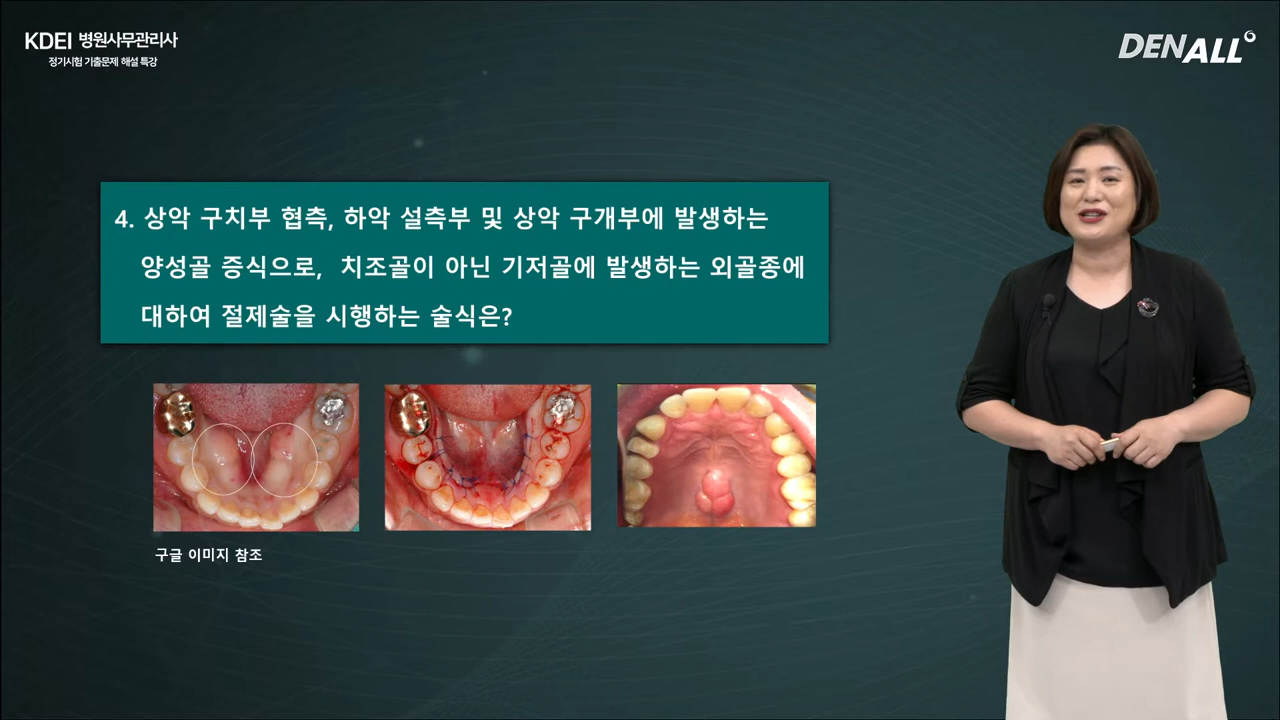 KDEI 병원사무관리사
정기시험 기출문제 해설 특강
DENALL
4. 상악 구치부 협측, 하악 설측부 및 상악 구개부에 발생하는
양성골 증식으로, 치조골이 아닌 기저골에 발생하는 외골종에
대하여 절제술을 시행하는 술식은?
구글 이미지 참조